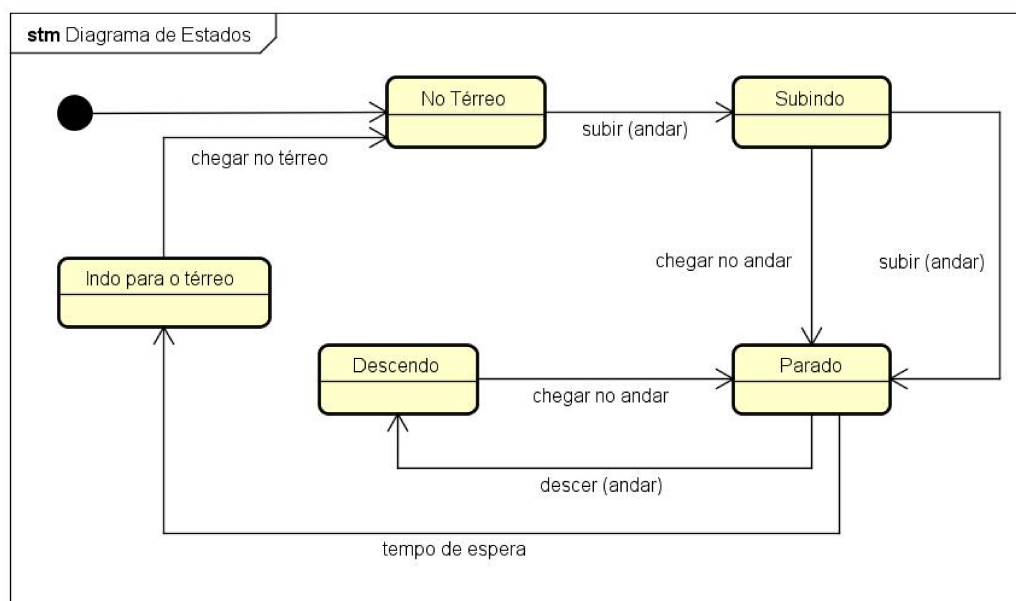 stm Diagrama de Estados
No Térreo
Subindo
subir (andar)
chegar no térreo
chegar no andar
subir (andar)
Indo para o térreo
Descendo
Parado
chegar no andar
descer (andar)
tempo de espera